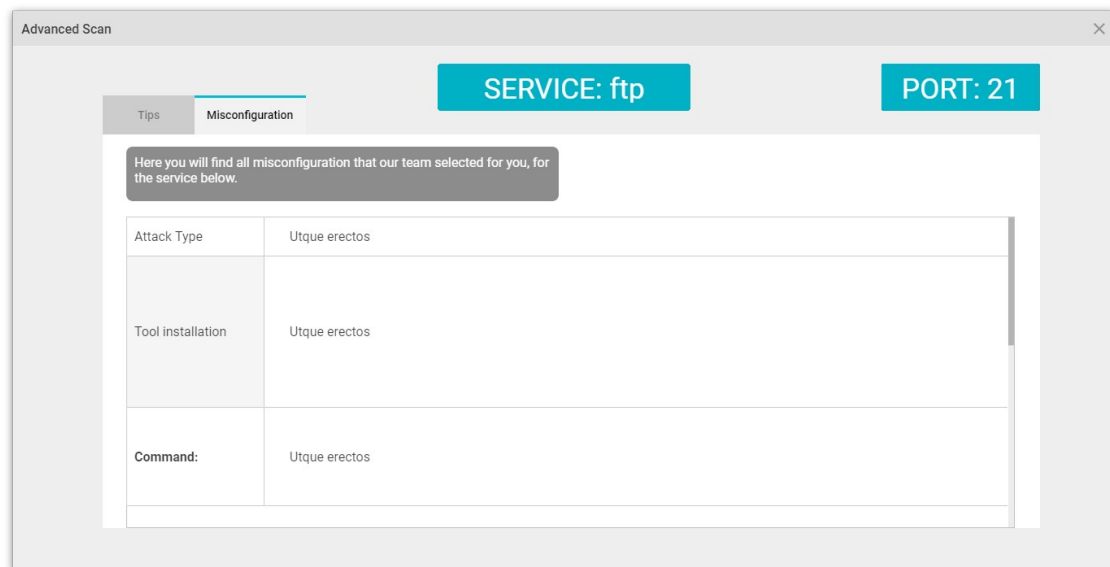 Advanced Scan
SERVICE: ftp
PORT: 21
Tips
Misconfiguration
Here you will find all misconfiguration that our team selected for you, for
the service below.
Attack Type
Utque erectos
Tool installation
Utque erectos
Command:
Utque erectos